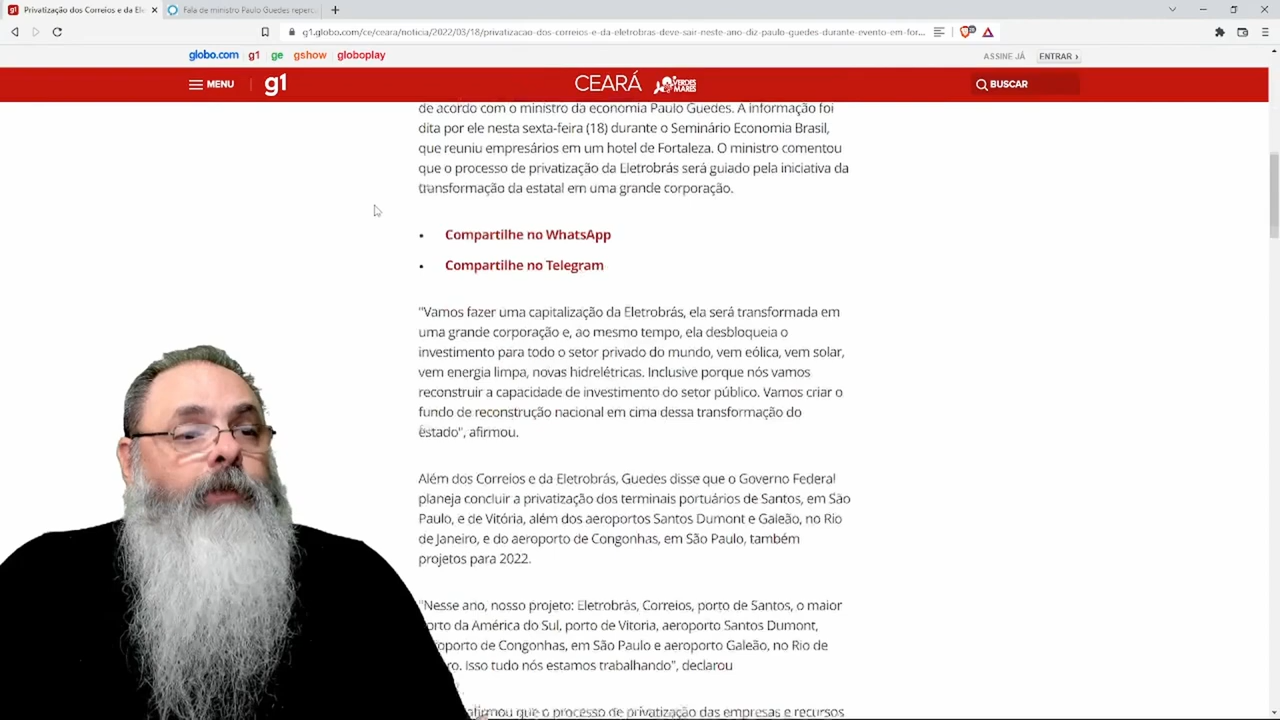 Privatização dos Correios e da Ele
Fala de ministro Paulo Guedes reperc
g1.globo.com/ce/ceara/noticia/2022/03/18/privatizacao-dos-correios-e-da-eletrobras-deve-sair-neste-ano-diz-paulo-guedes-durante-evento-em-for...
globo.com g1 ge gshow globoplay
ASSINE JÁ ENTRAR ›
MENU g1 CEARÁ VERDES MARES BUSCAR
de acordo com o ministro da economia Paulo Guedes. A informação foi
dita por ele nesta sexta-feira (18) durante o Seminário Economia Brasil,
que reuniu empresários em um hotel de Fortaleza. O ministro comentou
que o processo de privatização da Eletrobrás será guiado pela iniciativa da
transformação da estatal em uma grande corporação.
• Compartilhe no WhatsApp
• Compartilhe no Telegram
"Vamos fazer uma capitalização da Eletrobrás, ela será transformada em
uma grande corporação e, ao mesmo tempo, ela desbloqueia o
investimento para todo o setor privado do mundo, vem eólica, vem solar,
vem energia limpa, novas hidrelétricas. Inclusive porque nós vamos
reconstruir a capacidade de investimento do setor público. Vamos criar o
fundo de reconstrução nacional em cima dessa transformação do
estado", afirmou.
Além dos Correios e da Eletrobrás, Guedes disse que o Governo Federal
planeja concluir a privatização dos terminais portuários de Santos, em São
Paulo, e de Vitória, além dos aeroportos Santos Dumont e Galeão, no Rio
de Janeiro, e do aeroporto de Congonhas, em São Paulo, também
projetos para 2022.
"Nesse ano, nosso projeto: Eletrobrás, Correios, porto de Santos, o maior
porto da América do Sul, porto de Vitoria, aeroporto Santos Dumont,
de Congonhas, em São Paulo e aeroporto Galeão, no Rio de
Isso tudo nós estamos trabalhando", declarou
afirmou que o processo de privatização das empresas e recursos